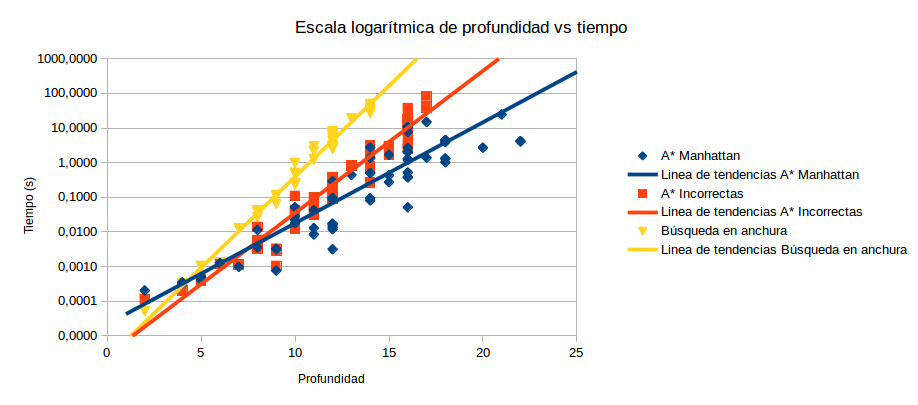 Escala logarítmica de profundidad vs tiempo
1000,0000
100,0000
10,0000
1,0000
0,1000
0,0100
0,0010
0,0001
0,0000
Tiempo (s)
0 5 10 15 20 25
Profundidad
A* Manhattan
Linea de tendencias A* Manhattan
A* Incorrectas
Linea de tendencias A* Incorrectas
Búsqueda en anchura
Linea de tendencias Búsqueda en anchura